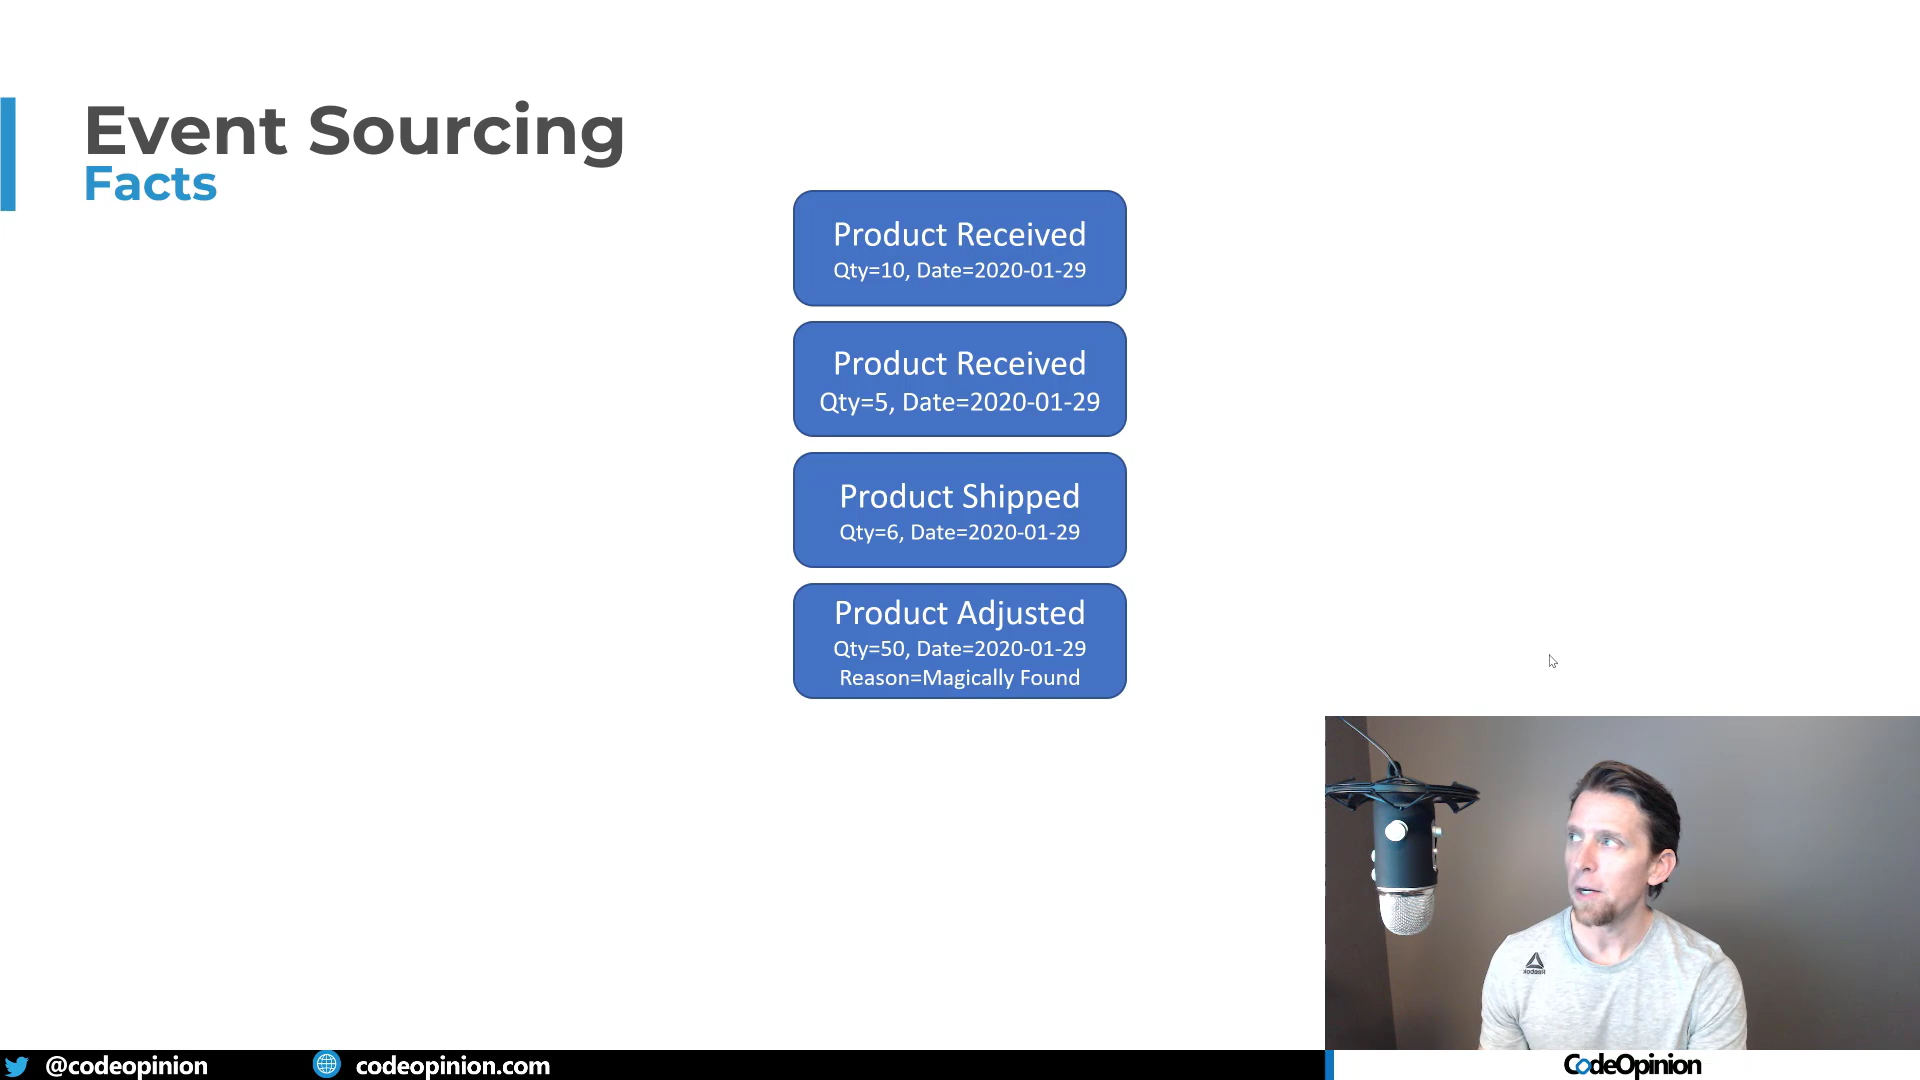 Event Sourcing
Facts
Product Received
Qty=10, Date=2020-01-29
Product Received
Qty=5, Date=2020-01-29
Product Shipped
Qty=6, Date=2020-01-29
Product Adjusted
Qty=50, Date=2020-01-29
Reason=Magically Found
Reebok
@codeopinion
codeopinion.com
CodeOpinion